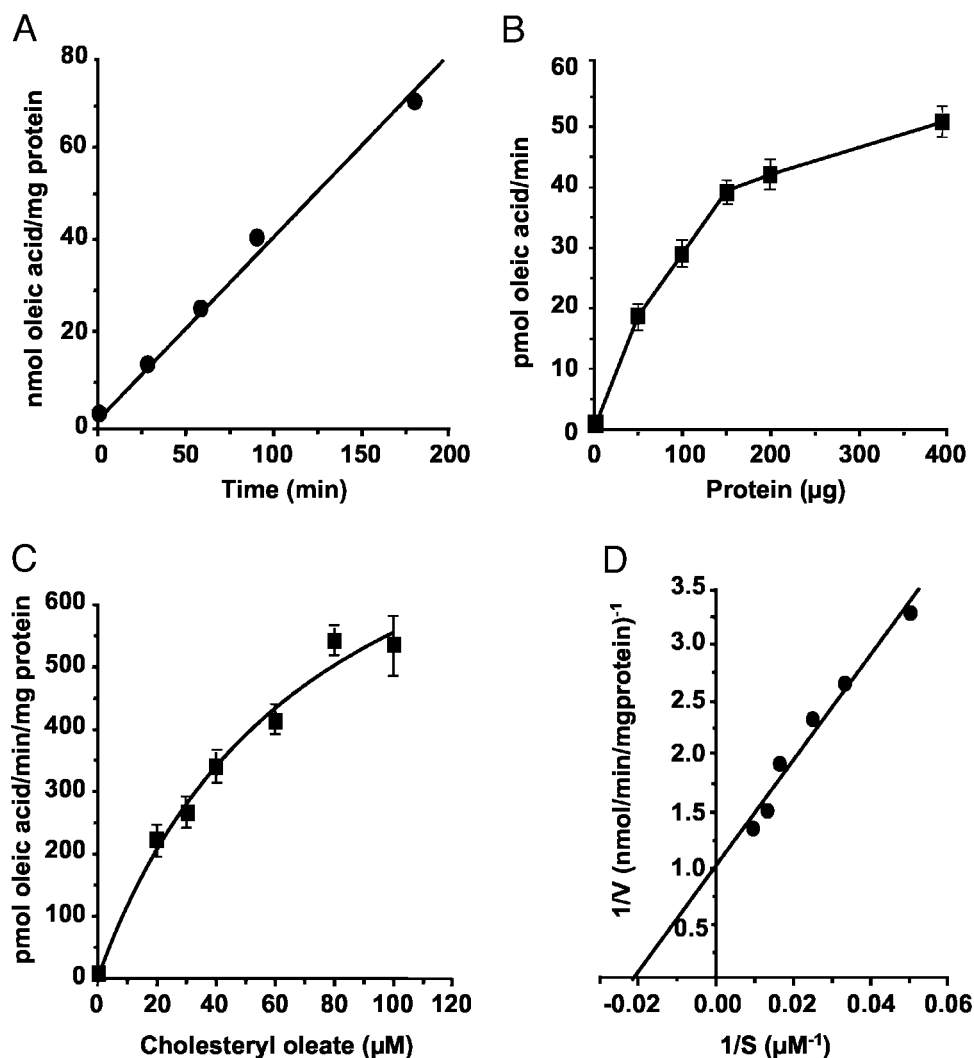 A
nmol oleic acid/mg protein
80
60
40
20
0
0 50 100 150 200
Time (min)
B
pmol oleic acid/min
60
50
40
30
20
10
0
0 100 200 300 400
Protein (µg)
C
pmol oleic acid/min/mg protein
600
500
400
300
200
100
0
0 20 40 60 80 100 120
Cholesteryl oleate (µM)
D
1/V (nmol/min/mgprotein)⁻¹
3.5
3.0
2.5
2.0
1.5
1.0
0.5
-0.02 0.00 0.02 0.04 0.06
1/S (µM⁻¹)